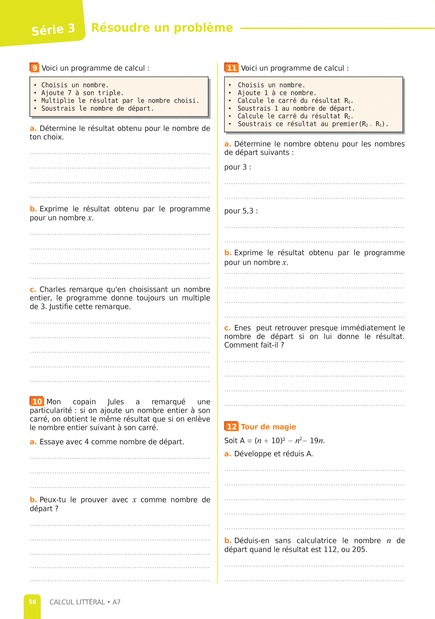 Série 3 Résoudre un problème
9 Voici un programme de calcul :
• Choisis un nombre.
• Ajoute 7 à son triple.
• Multiplie le résultat par le nombre choisi.
• Soustrais le nombre de départ.
a. Détermine le résultat obtenu pour le nombre de
ton choix.
b. Exprime le résultat obtenu par le programme
pour un nombre x.
c. Charles remarque qu'en choisissant un nombre
entier, le programme donne toujours un multiple
de 3. Justifie cette remarque.
10 Mon copain Jules a remarqué une
particularité : si on ajoute un nombre entier à son
carré, on obtient le même résultat que si on enlève
le nombre entier suivant à son carré.
a. Essaye avec 4 comme nombre de départ.
b. Peux-tu le prouver avec x comme nombre de
départ ?
11 Voici un programme de calcul :
• Choisis un nombre.
• Ajoute 1 à ce nombre.
• Calcule le carré du résultat R₁.
• Soustrais 1 au nombre de départ.
• Calcule le carré du résultat R₂.
• Soustrais ce résultat au premier(R₂ – R₁).
a. Détermine le nombre obtenu pour les nombres
de départ suivants :
pour 3 :
pour 5,3 :
b. Exprime le résultat obtenu par le programme
pour un nombre x.
c. Enes peut retrouver presque immédiatement le
nombre de départ si on lui donne le résultat.
Comment fait-il ?
12 Tour de magie
Soit A = (n + 10)² − n² − 19n.
a. Développe et réduis A.
b. Déduis-en sans calculatrice le nombre n de
départ quand le résultat est 112, ou 205.
56 CALCUL LITTÉRAL • A7